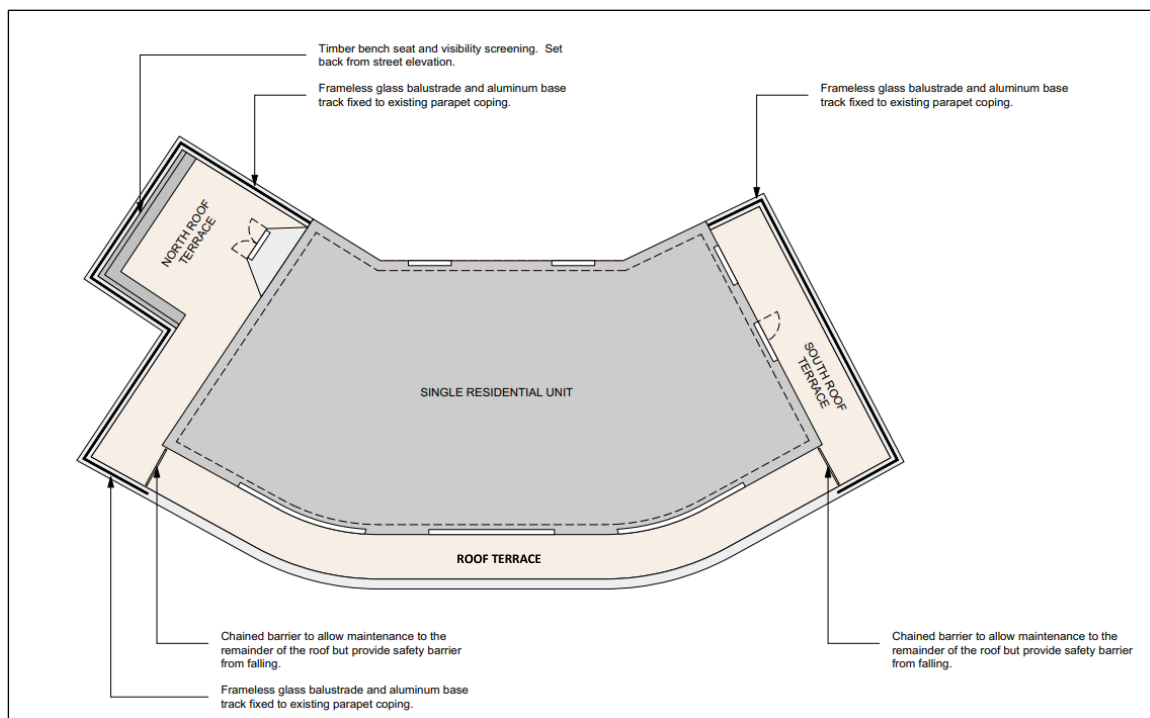 Timber bench seat and visibility screening.  Set
back from street elevation.
Frameless glass balustrade and aluminum base
track fixed to existing parapet coping.
Frameless glass balustrade and aluminum base
track fixed to existing parapet coping.
NORTH ROOF
TERRACE
SOUTH ROOF
TERRACE
SINGLE RESIDENTIAL UNIT
ROOF TERRACE
Chained barrier to allow maintenance to the
remainder of the roof but provide safety barrier
from falling.
Chained barrier to allow maintenance to the
remainder of the roof but provide safety barrier
from falling.
Frameless glass balustrade and aluminum base
track fixed to existing parapet coping.